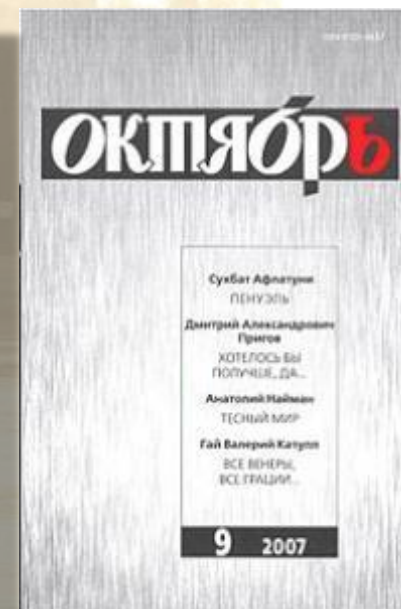 октябрь
Сухбат Афлатуни
ПЕНУЭЛЬ
Дмитрий Александрович
Пригов
ХОТЕЛОСЬ БЫ
ПОЛУЧШЕ, ДА...
Анатолий Найман
ТЕСНЫЙ МИР
Гай Валерий Катулл
ВСЕ ВЕНЕРЫ,
ВСЕ ГРАЦИИ...
9 2007